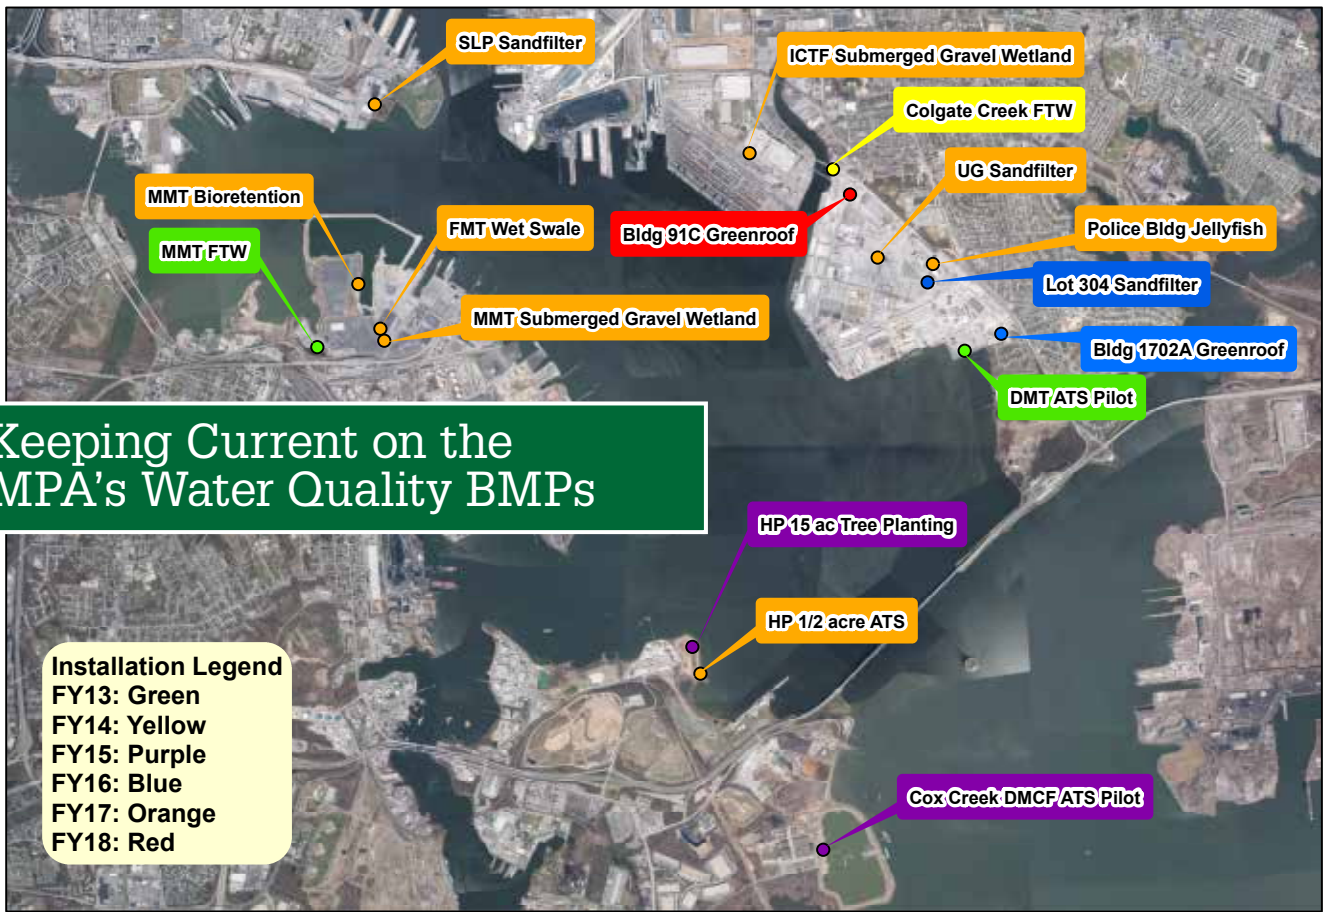 SLP Sandfilter
ICTF Submerged Gravel Wetland
Colgate Creek FTW
UG Sandfilter
MMT Bioretention
FMT Wet Swale
Bldg 91C Greenroof
Police Bldg Jellyfish
MMT FTW
Lot 304 Sandfilter
MMT Submerged Gravel Wetland
Bldg 1702A Greenroof
DMT ATS Pilot
Keeping Current on the
MPA's Water Quality BMPs
HP 15 ac Tree Planting
HP 1/2 acre ATS
Installation Legend
FY13: Green
FY14: Yellow
FY15: Purple
FY16: Blue
FY17: Orange
FY18: Red
Cox Creek DMCF ATS Pilot